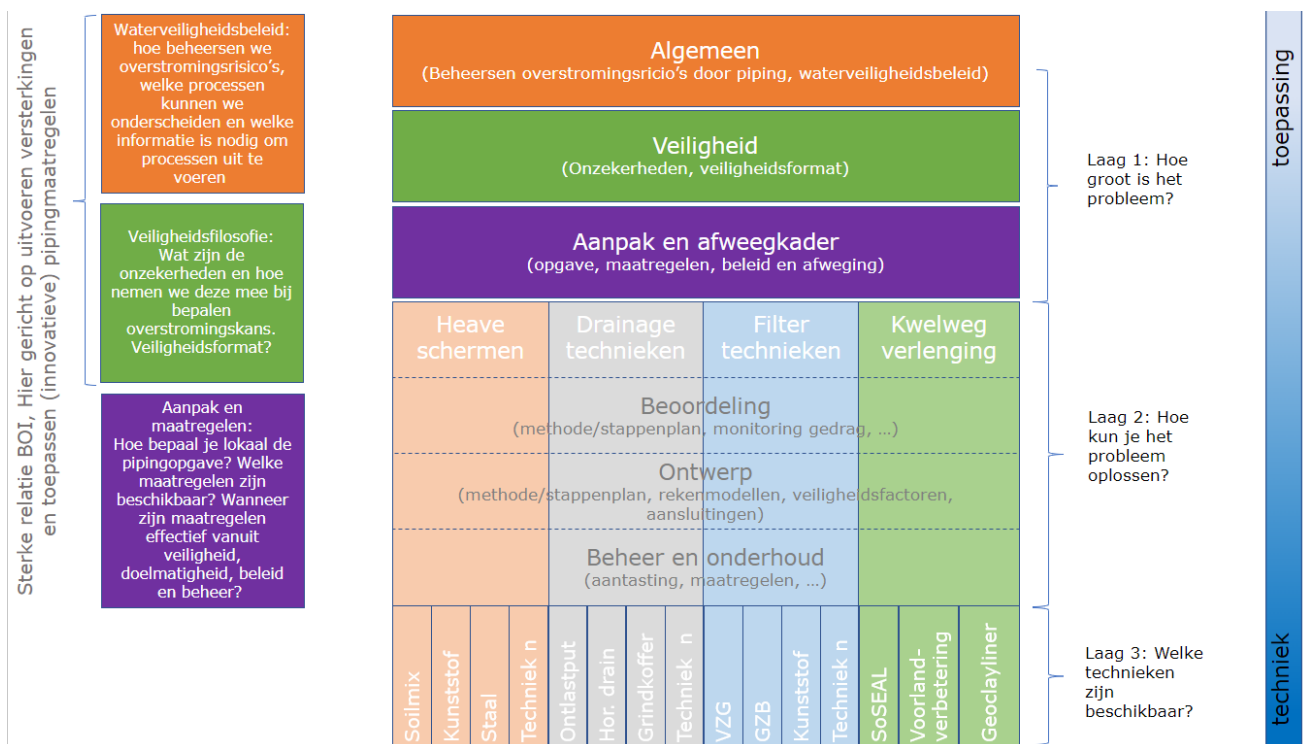 Sterke relatie BOI, Hier gericht op uitvoeren versterkingen
en toepassen (innovatieve) pipingmaatregelen
Waterveiligheidsbeleid:
hoe beheersen we
overstromingsrisico's,
welke processen
kunnen we
onderscheiden en welke
informatie is nodig om
processen uit te
voeren
Veiligheidsfilosofie:
Wat zijn de
onzekerheden en hoe
nemen we deze mee bij
bepalen
overstromingskans.
Veiligheidsformat?
Aanpak en
maatregelen:
Hoe bepaal je lokaal de
pipingopgave? Welke
maatregelen zijn
beschikbaar? Wanneer
zijn maatregelen
effectief vanuit
veiligheid,
doelmatigheid, beleid
en beheer?
Algemeen
(Beheersen overstromingsricio's door piping, waterveiligheidsbeleid)
Veiligheid
(Onzekerheden, veiligheidsformat)
Aanpak en afweegkader
(opgave, maatregelen, beleid en afweging)
Heave
schermen
Drainage
technieken
Filter
technieken
Kwelweg
verlenging
Beoordeling
(methode/stappenplan, monitoring gedrag, ...)
Ontwerp
(methode/stappenplan, rekenmodellen, veiligheidsfactoren,
aansluitingen)
Beheer en onderhoud
(aantasting, maatregelen, ...)
Soilmix
Kunststof
Staal
Techniek n
Ontlastput
Hor. drain
Grindkoffer
Techniek n
VZG
GZB
Kunststof
Techniek n
SoSEAL
Voorland-
verbetering
Geoclayliner
Laag 1: Hoe
groot is het
probleem?
Laag 2: Hoe
kun je het
probleem
oplossen?
Laag 3: Welke
technieken
zijn
beschikbaar?
toepassing
techniek